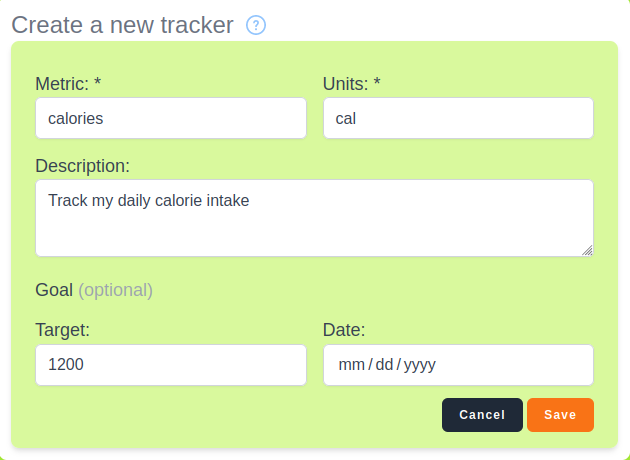 Create a new tracker ?
Metric: * Units: *
calories cal
Description:
Track my daily calorie intake
Goal (optional)
Target: Date:
1200 mm/dd/yyyy
Cancel Save